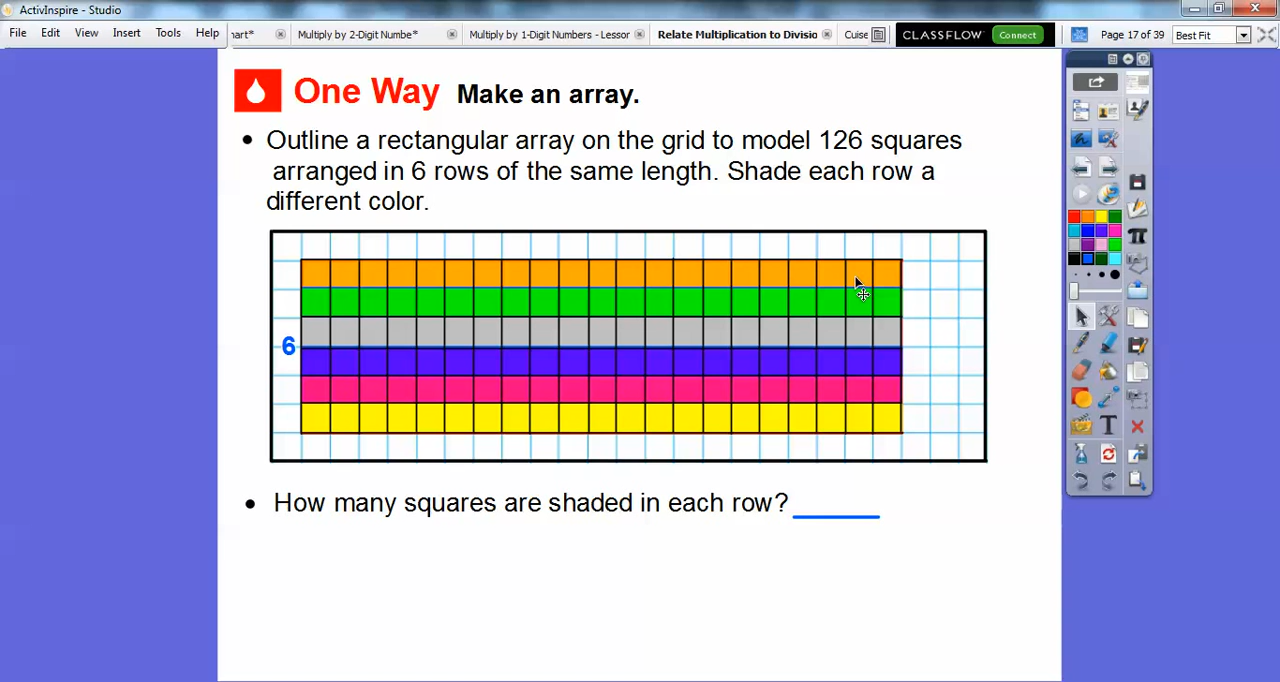 ActivInspire - Studio
File Edit View Insert Tools Help
nart* Multiply by 2-Digit Numbe* Multiply by 1-Digit Numbers - Lessor Relate Multiplication to Divisio Cuise CLASSFLOW Connect Page 17 of 39 Best Fit
One Way Make an array.
• Outline a rectangular array on the grid to model 126 squares
arranged in 6 rows of the same length. Shade each row a
different color.
6
• How many squares are shaded in each row?
π
T